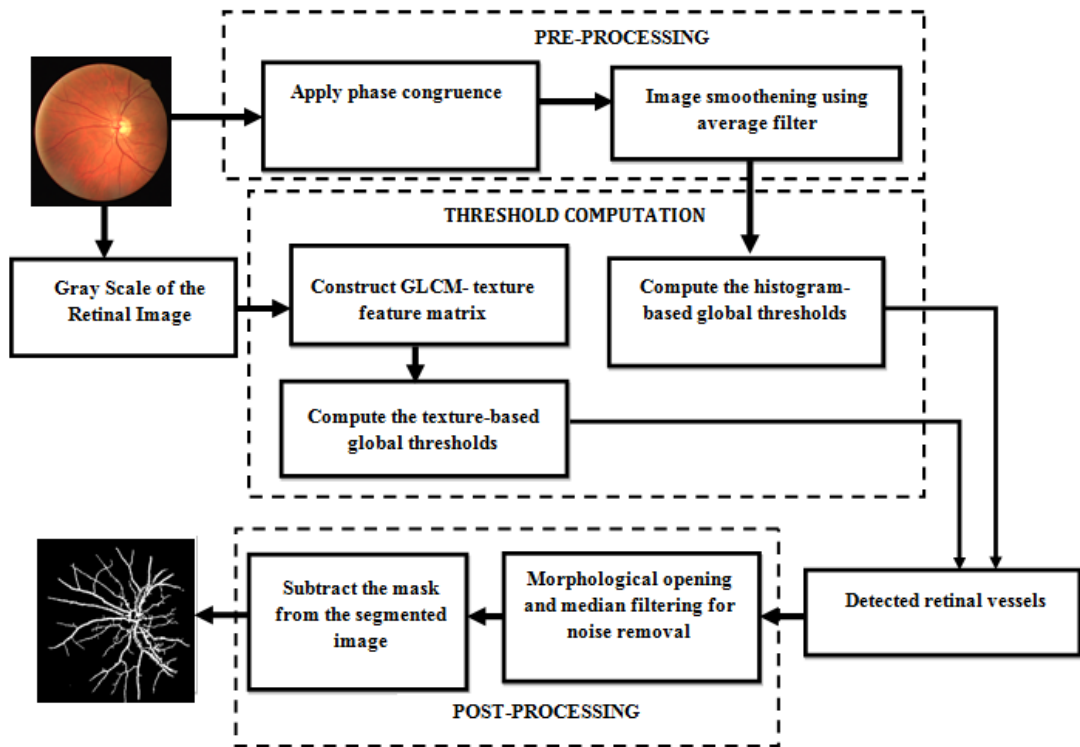 PRE-PROCESSING
Apply phase congruence
Image smoothening using
average filter
THRESHOLD COMPUTATION
Gray Scale of the
Retinal Image
Construct GLCM- texture
feature matrix
Compute the histogram-
based global thresholds
Compute the texture-based
global thresholds
Subtract the mask
from the segmented
image
Morphological opening
and median filtering for
noise removal
Detected retinal vessels
POST-PROCESSING